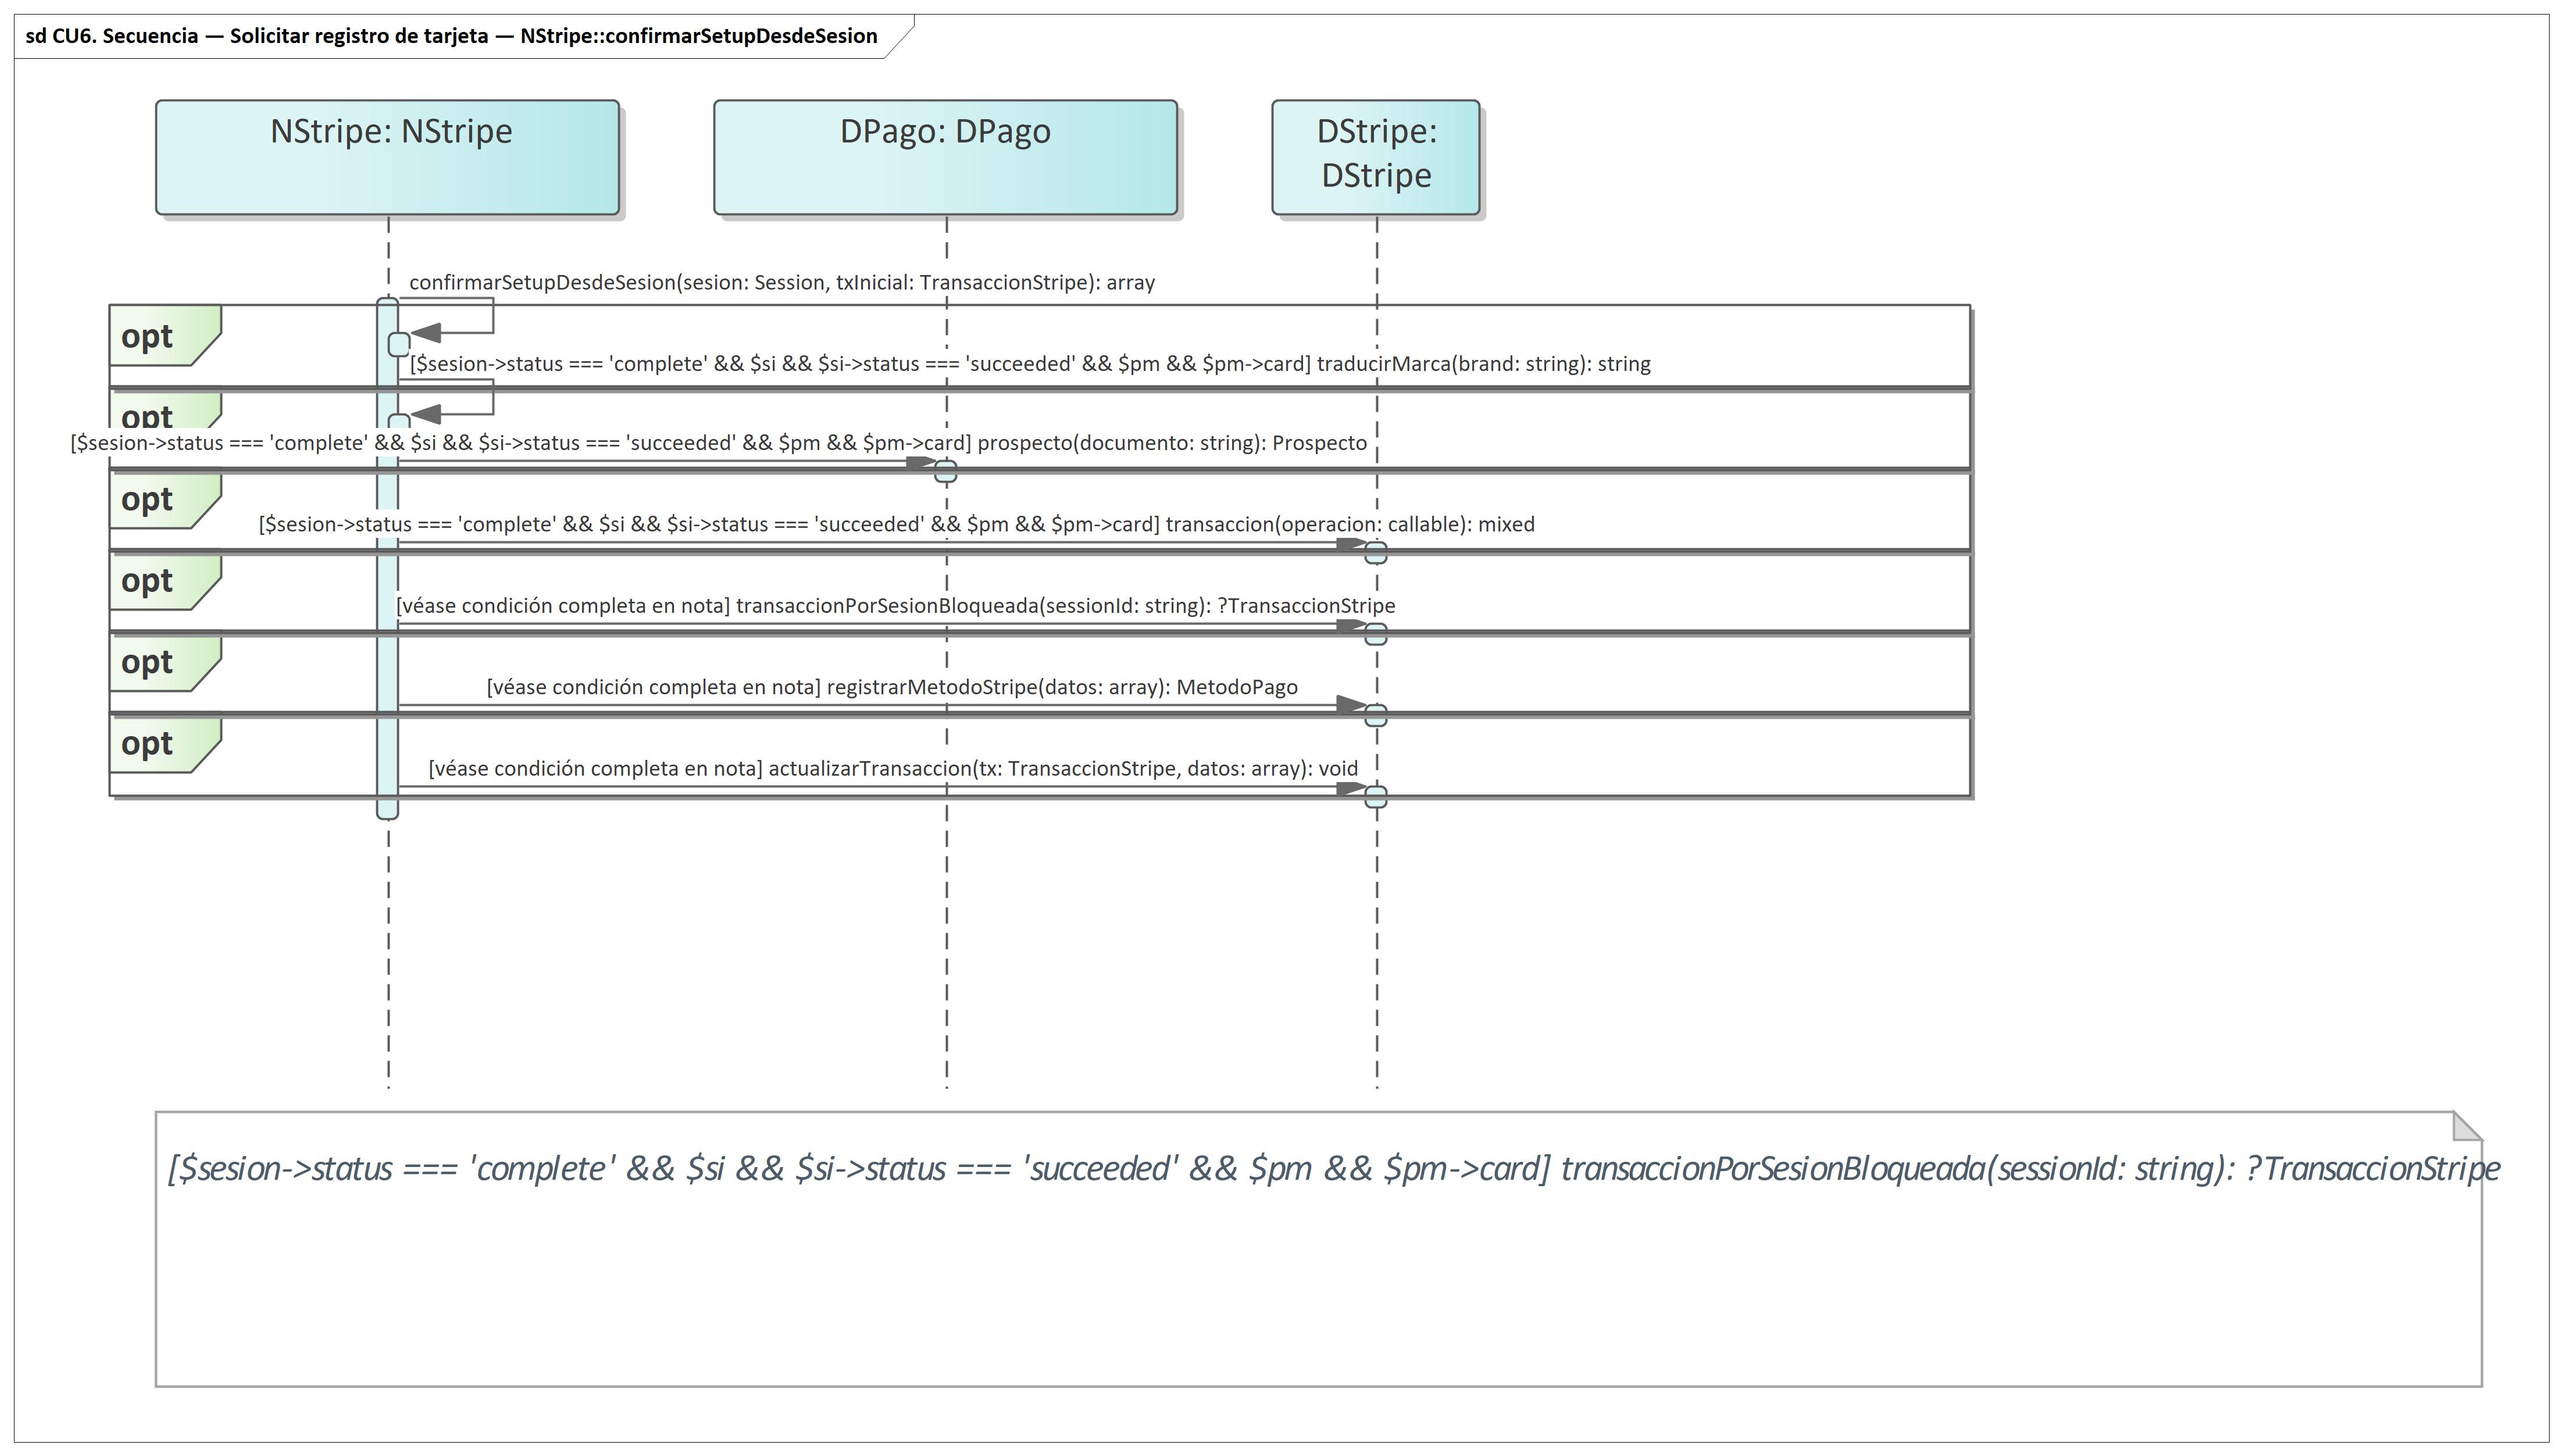 sd CU6. Secuencia — Solicitar registro de tarjeta — NStripe::confirmarSetupDesdeSesion
NStripe: NStripe
DPago: DPago
DStripe:
DStripe
confirmarSetupDesdeSesion(sesion: Session, txInicial: TransaccionStripe): array
opt
[$sesion->status === 'complete' && $si && $si->status === 'succeeded' && $pm && $pm->card] traducirMarca(brand: string): string
opt
[$sesion->status === 'complete' && $si && $si->status === 'succeeded' && $pm && $pm->card] prospecto(documento: string): Prospecto
opt
[$sesion->status === 'complete' && $si && $si->status === 'succeeded' && $pm && $pm->card] transaccion(operacion: callable): mixed
opt
[véase condición completa en nota] transaccionPorSesionBloqueada(sessionId: string): ?TransaccionStripe
opt
[véase condición completa en nota] registrarMetodoStripe(datos: array): MetodoPago
opt
[véase condición completa en nota] actualizarTransaccion(tx: TransaccionStripe, datos: array): void
[$sesion->status === 'complete' && $si && $si->status === 'succeeded' && $pm && $pm->card] transaccionPorSesionBloqueada(sessionId: string): ?TransaccionStripe